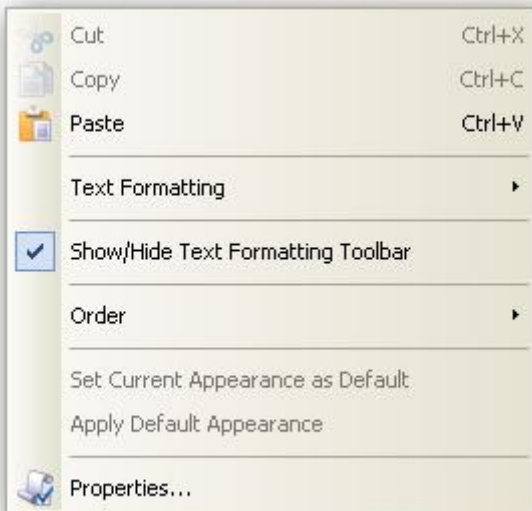 Cut Ctrl+X
Copy Ctrl+C
Paste Ctrl+V
Text Formatting
Show/Hide Text Formatting Toolbar
Order
Set Current Appearance as Default
Apply Default Appearance
Properties...